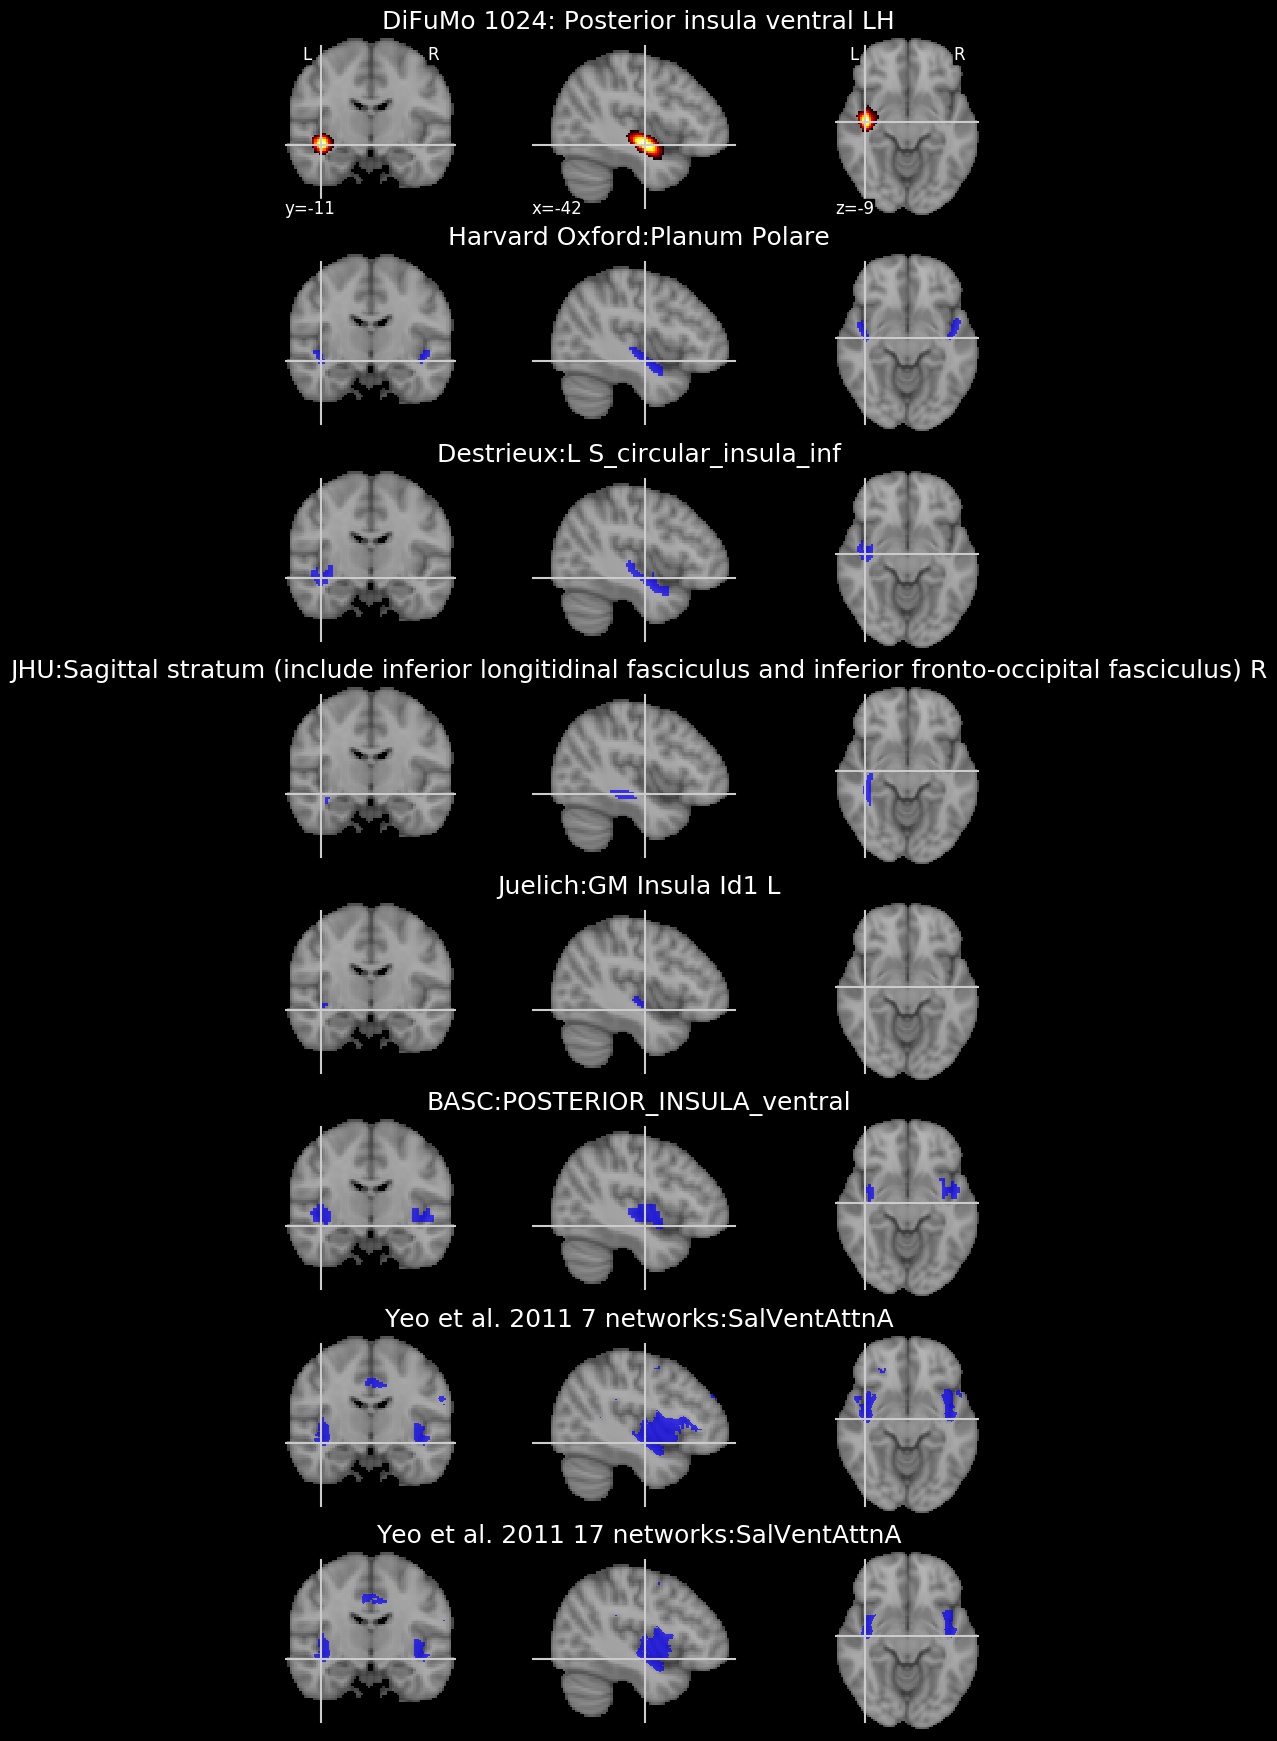 DiFuMo 1024: Posterior insula ventral LH
L R L R
y=-11 x=-42 z=-9
Harvard Oxford:Planum Polare
Destrieux:L S_circular_insula_inf
JHU:Sagittal stratum (include inferior longitidinal fasciculus and inferior fronto-occipital fasciculus) R
Juelich:GM Insula Id1 L
BASC:POSTERIOR_INSULA_ventral
Yeo et al. 2011 7 networks:SalVentAttnA
Yeo et al. 2011 17 networks:SalVentAttnA